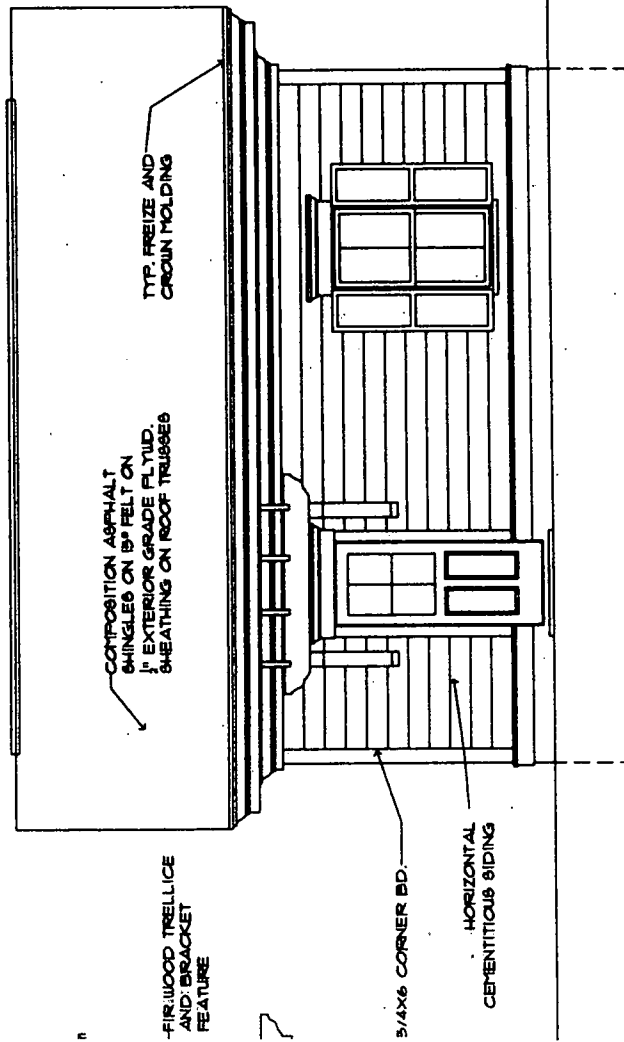 COMPOSITION ASPHALT
SHINGLES ON 15# FELT ON
1/2" EXTERIOR GRADE PLYWD.
SHEATHING ON ROOF TRUSSES
TYP. FREIZE AND
CROWN MOLDING
FIR WOOD TRELLICE
AND BRACKET
FEATURE
5/4X6 CORNER BD.
HORIZONTAL
CEMENTITIOUS SIDING